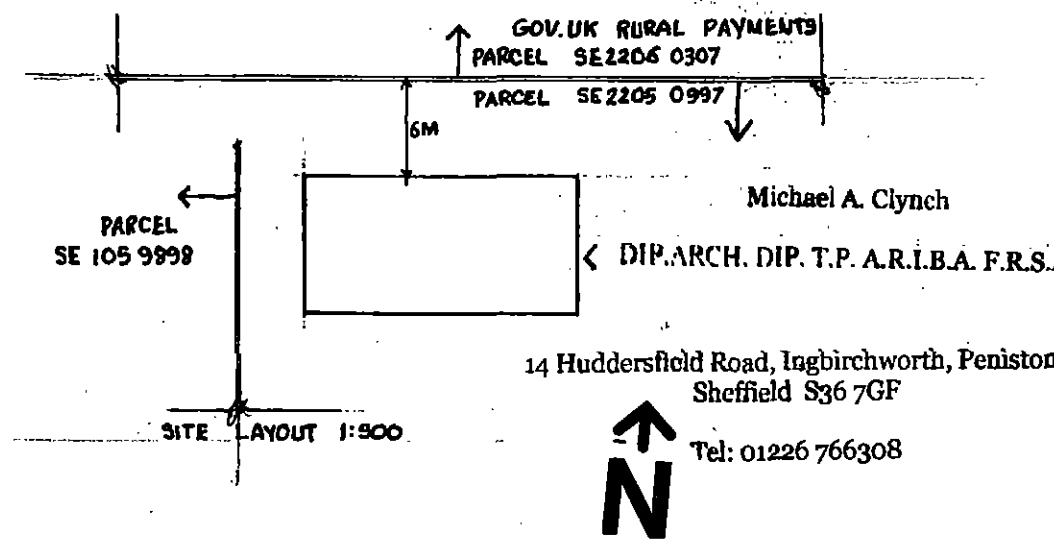 GOV.UK RURAL PAYMENTS
PARCEL SE2206 0307
PARCEL SE2205 0997
6M
PARCEL
SE 105 9998
Michael A. Clynch
DIP.ARCH. DIP. T.P. A.R.I.B.A. F.R.S.
14 Huddersfield Road, Ingbirchworth, Peniston
Sheffield S36 7GF
SITE LAYOUT 1:500
Tel: 01226 766308
N